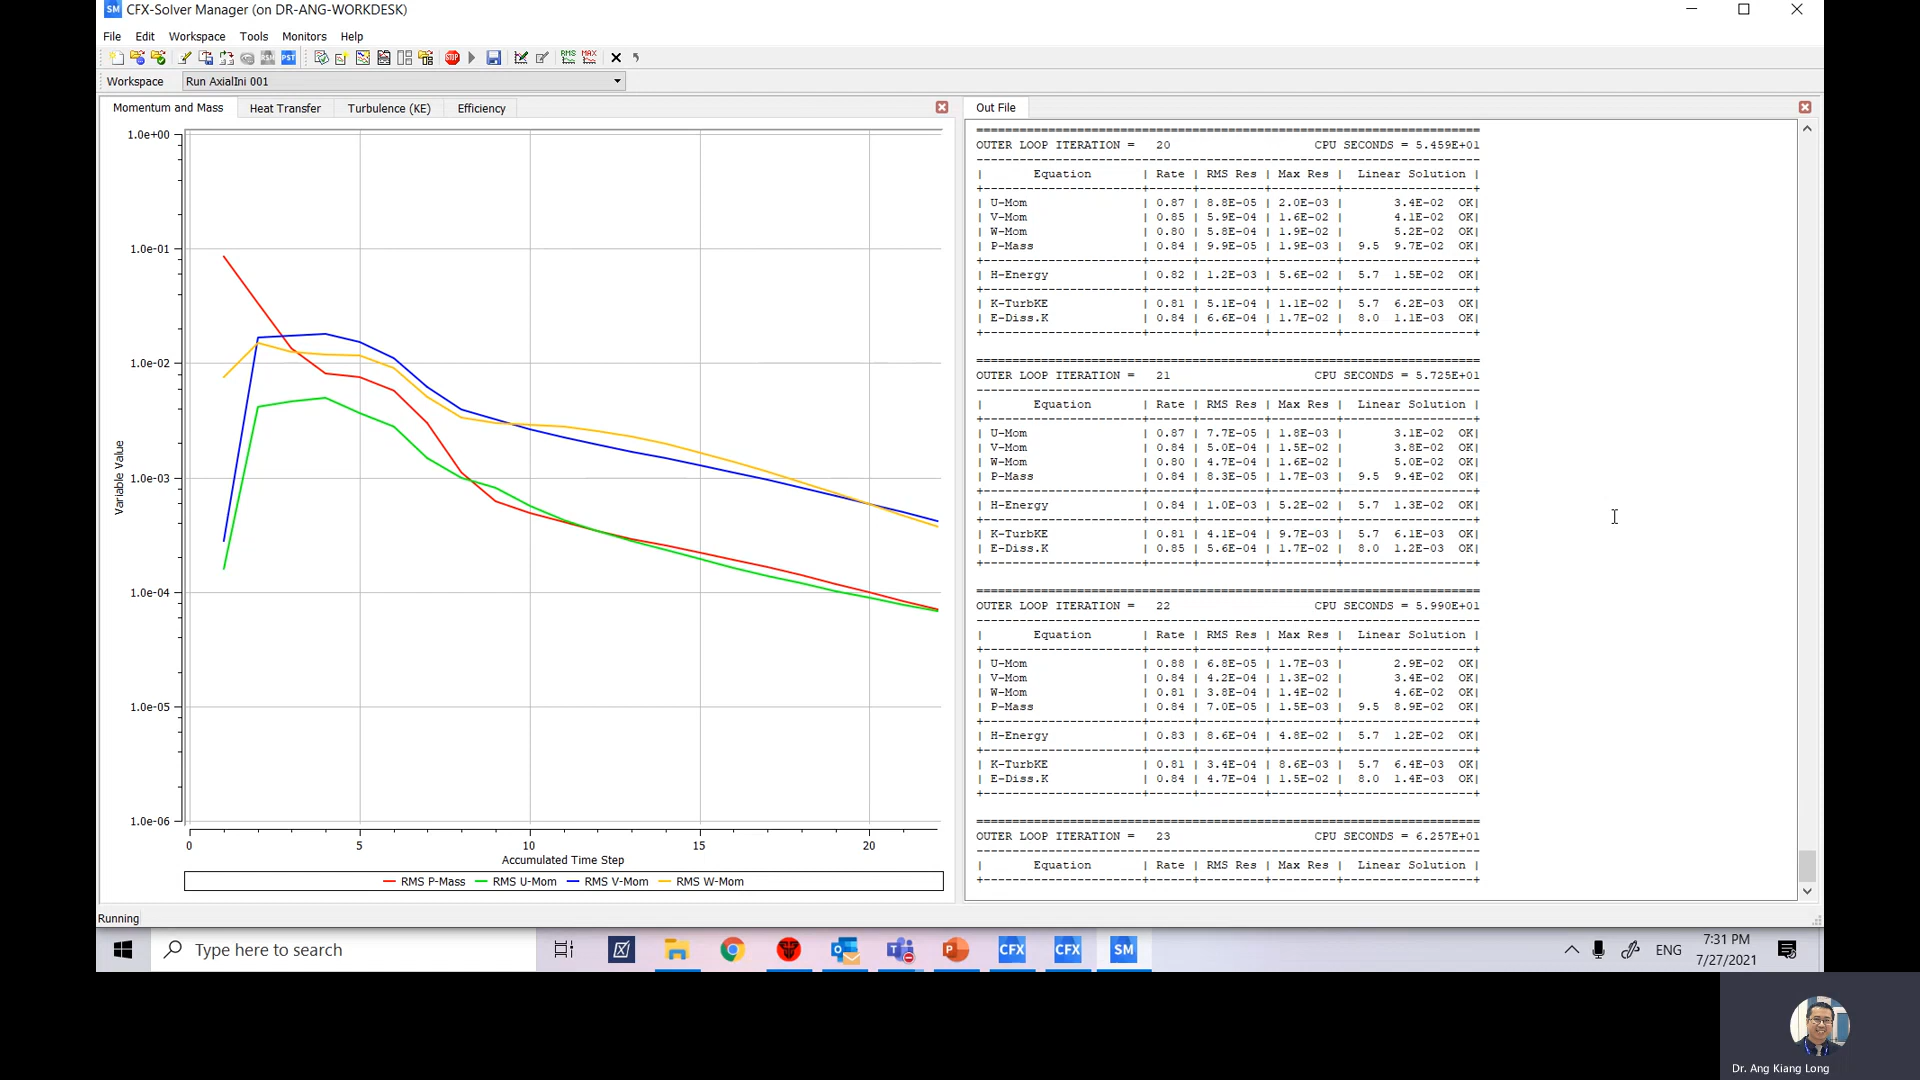 SM CFX-Solver Manager (on DR-ANG-WORKDESK)
File Edit Workspace Tools Monitors Help
Workspace Run AxialIni 001
Momentum and Mass Heat Transfer Turbulence (KE) Efficiency
1.0e+00
1.0e-01
1.0e-02
1.0e-03
1.0e-04
1.0e-05
1.0e-06
Variable Value
0 5 10 15 20
Accumulated Time Step
RMS P-Mass RMS U-Mom RMS V-Mom RMS W-Mom
Out File
======================================================================
OUTER LOOP ITERATION = 20 CPU SECONDS = 5.459E+01
----------------------------------------------------------------------
| Equation | Rate | RMS Res | Max Res | Linear Solution |
+----------------------+------+---------+---------+------------------+
| U-Mom | 0.87 | 8.8E-05 | 2.0E-03 | 3.4E-02 OK|
| V-Mom | 0.85 | 5.9E-04 | 1.6E-02 | 4.1E-02 OK|
| W-Mom | 0.80 | 5.8E-04 | 1.9E-02 | 5.2E-02 OK|
| P-Mass | 0.84 | 9.9E-05 | 1.9E-03 | 9.5 9.7E-02 OK|
+----------------------+------+---------+---------+------------------+
| H-Energy | 0.82 | 1.2E-03 | 5.6E-02 | 5.7 1.5E-02 OK|
+----------------------+------+---------+---------+------------------+
| K-TurbKE | 0.81 | 5.1E-04 | 1.1E-02 | 5.7 6.2E-03 OK|
| E-Diss.K | 0.84 | 6.6E-04 | 1.7E-02 | 8.0 1.1E-03 OK|
+----------------------+------+---------+---------+------------------+
======================================================================
OUTER LOOP ITERATION = 21 CPU SECONDS = 5.725E+01
----------------------------------------------------------------------
| Equation | Rate | RMS Res | Max Res | Linear Solution |
+----------------------+------+---------+---------+------------------+
| U-Mom | 0.87 | 7.7E-05 | 1.8E-03 | 3.1E-02 OK|
| V-Mom | 0.84 | 5.0E-04 | 1.5E-02 | 3.8E-02 OK|
| W-Mom | 0.80 | 4.7E-04 | 1.6E-02 | 5.0E-02 OK|
| P-Mass | 0.84 | 8.3E-05 | 1.7E-03 | 9.5 9.4E-02 OK|
+----------------------+------+---------+---------+------------------+
| H-Energy | 0.84 | 1.0E-03 | 5.2E-02 | 5.7 1.3E-02 OK|
+----------------------+------+---------+---------+------------------+
| K-TurbKE | 0.81 | 4.1E-04 | 9.7E-03 | 5.7 6.1E-03 OK|
| E-Diss.K | 0.85 | 5.6E-04 | 1.7E-02 | 8.0 1.2E-03 OK|
+----------------------+------+---------+---------+------------------+
======================================================================
OUTER LOOP ITERATION = 22 CPU SECONDS = 5.990E+01
----------------------------------------------------------------------
| Equation | Rate | RMS Res | Max Res | Linear Solution |
+----------------------+------+---------+---------+------------------+
| U-Mom | 0.88 | 6.8E-05 | 1.7E-03 | 2.9E-02 OK|
| V-Mom | 0.84 | 4.2E-04 | 1.3E-02 | 3.4E-02 OK|
| W-Mom | 0.81 | 3.8E-04 | 1.4E-02 | 4.6E-02 OK|
| P-Mass | 0.84 | 7.0E-05 | 1.5E-03 | 9.5 8.9E-02 OK|
+----------------------+------+---------+---------+------------------+
| H-Energy | 0.83 | 8.6E-04 | 4.8E-02 | 5.7 1.2E-02 OK|
+----------------------+------+---------+---------+------------------+
| K-TurbKE | 0.81 | 3.4E-04 | 8.6E-03 | 5.7 6.4E-03 OK|
| E-Diss.K | 0.84 | 4.7E-04 | 1.5E-02 | 8.0 1.4E-03 OK|
+----------------------+------+---------+---------+------------------+
======================================================================
OUTER LOOP ITERATION = 23 CPU SECONDS = 6.257E+01
----------------------------------------------------------------------
| Equation | Rate | RMS Res | Max Res | Linear Solution |
+----------------------+------+---------+---------+------------------+
Running
Type here to search CFX CFX SM ENG 7:31 PM
7/27/2021
Dr. Ang Kiang Long